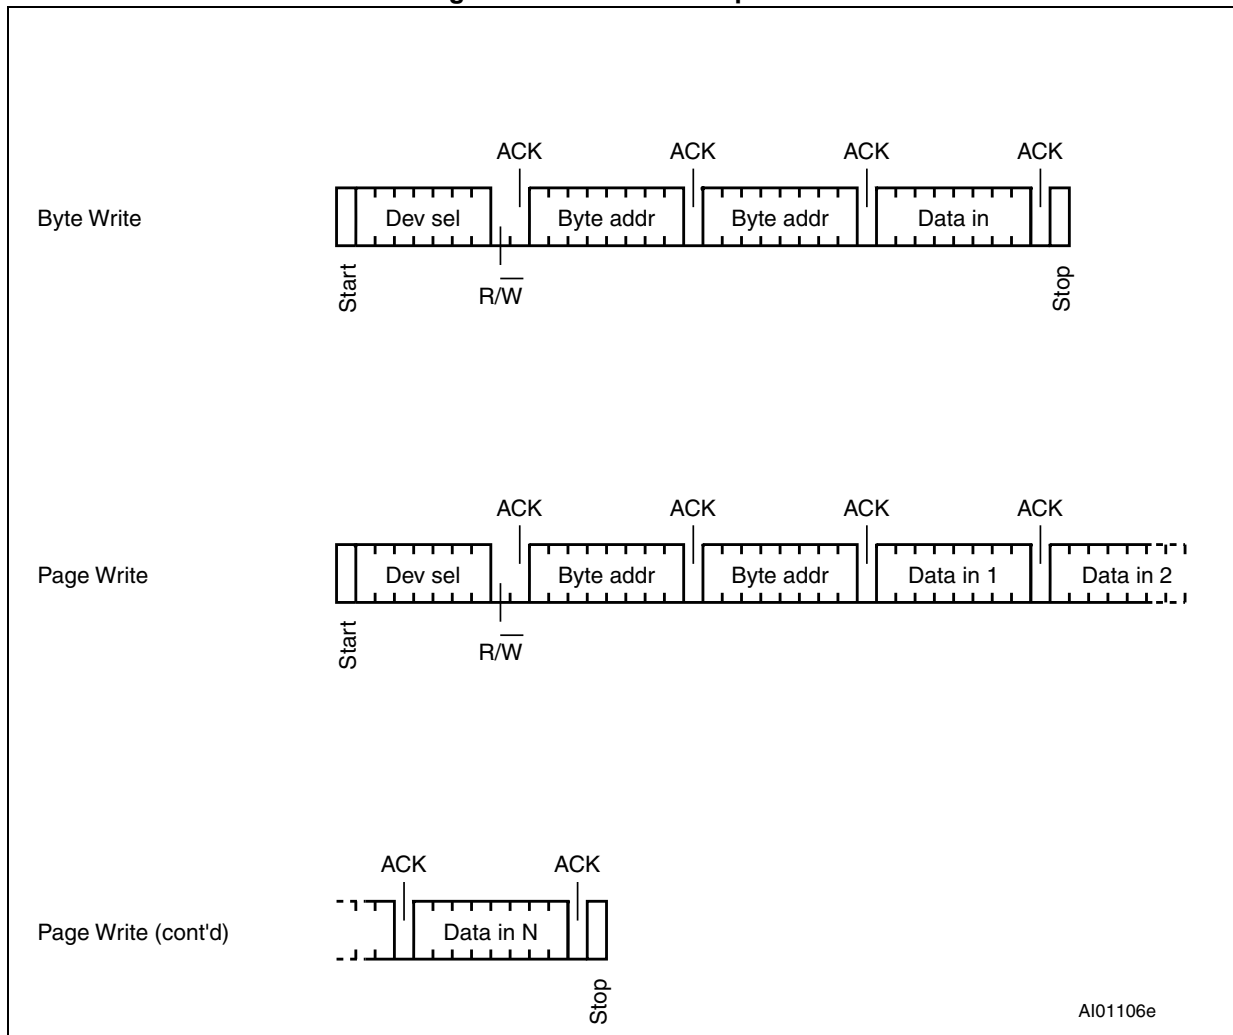 ACK ACK ACK ACK
Byte Write Dev sel Byte addr Byte addr Data in
Start R/W̅ Stop
ACK ACK ACK ACK
Page Write Dev sel Byte addr Byte addr Data in 1 Data in 2
Start R/W̅
ACK ACK
Page Write (cont'd) Data in N
Stop
AI01106e